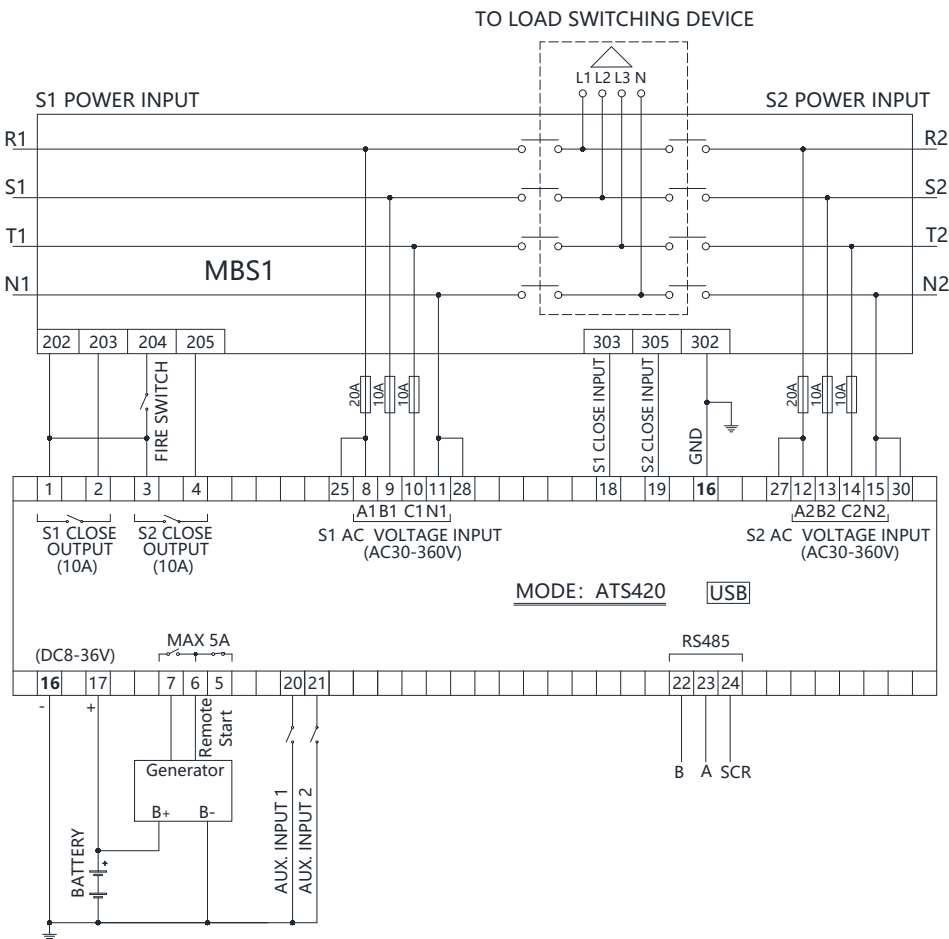 TO LOAD SWITCHING DEVICE
L1 L2 L3 N
S1 POWER INPUT
S2 POWER INPUT
R1
R2
S1
S2
T1
T2
MBS1
N1
N2
202 203 204 205
303 305 302
FIRE SWITCH
20A
10A
10A
S1 CLOSE INPUT
S2 CLOSE INPUT
GND
20A
10A
10A
1 2 3 4 25 8 9 10 11 28 18 19 16 27 12 13 14 15 30
S1 CLOSE
OUTPUT
(10A)
S2 CLOSE
OUTPUT
(10A)
A1 B1 C1 N1
S1 AC VOLTAGE INPUT
(AC30-360V)
A2 B2 C2 N2
S2 AC VOLTAGE INPUT
(AC30-360V)
MODE: ATS420
USB
(DC8-36V)
MAX 5A
RS485
16 17 7 6 5 20 21 22 23 24
-
+
Remote
Start
Generator
B+ B-
BATTERY
+
AUX. INPUT 1
AUX. INPUT 2
B A SCR